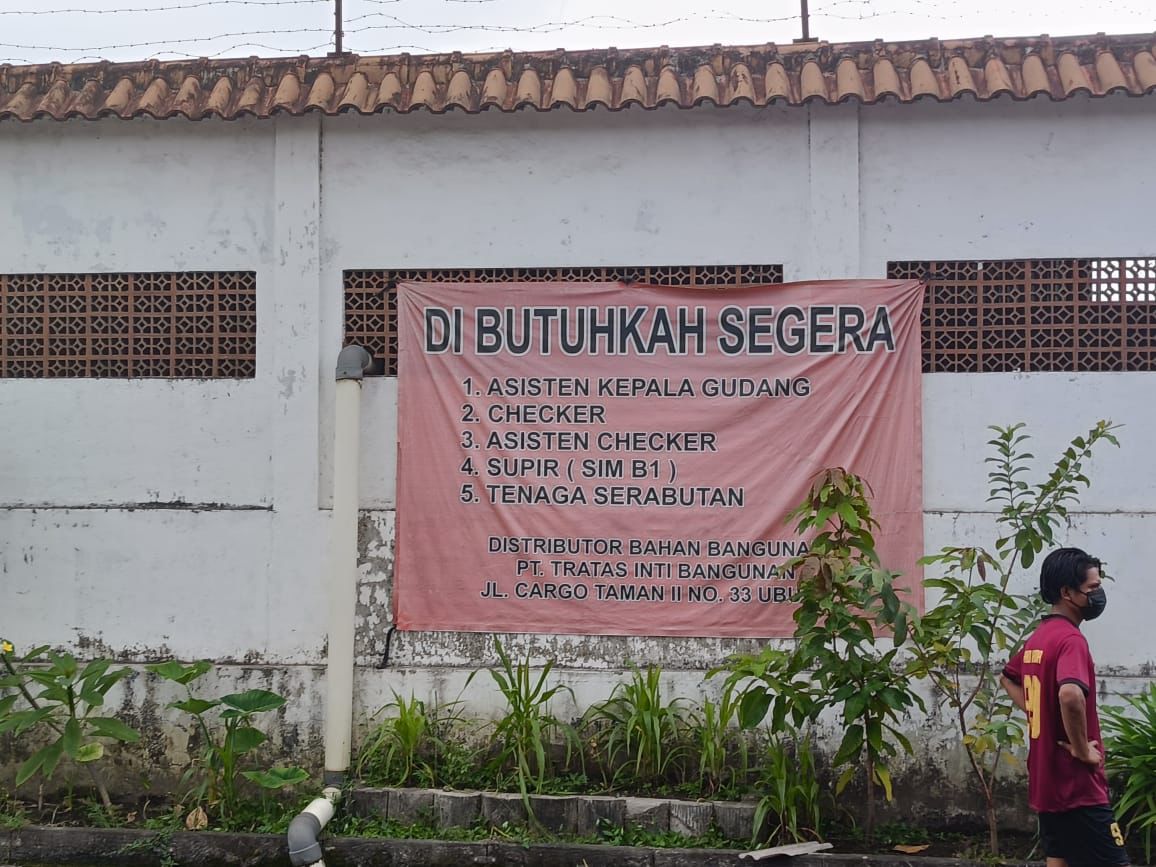 DI BUTUHKAH SEGERA
1. ASISTEN KEPALA GUDANG
2. CHECKER
3. ASISTEN CHECKER
4. SUPIR ( SIM B1 )
5. TENAGA SERABUTAN
DISTRIBUTOR BAHAN BANGUNA
PT. TRATAS INTI BANGUNAN
JL. CARGO TAMAN II NO. 33 UBU